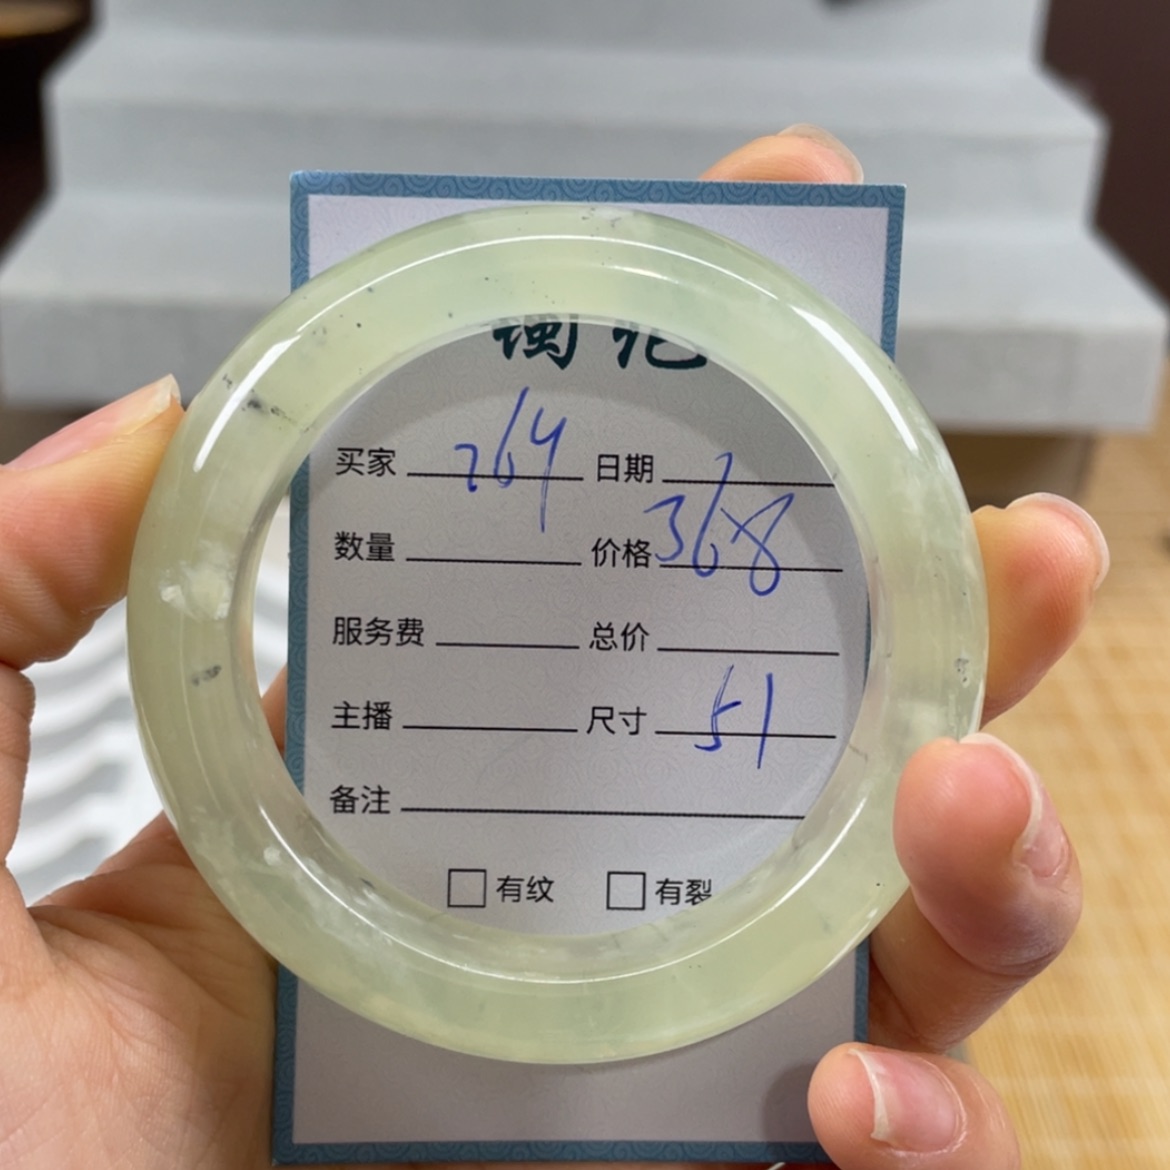 买家 264 日期
数量 价格 368
服务费 总价
主播 尺寸 51
备注
□ 有纹 □ 有裂